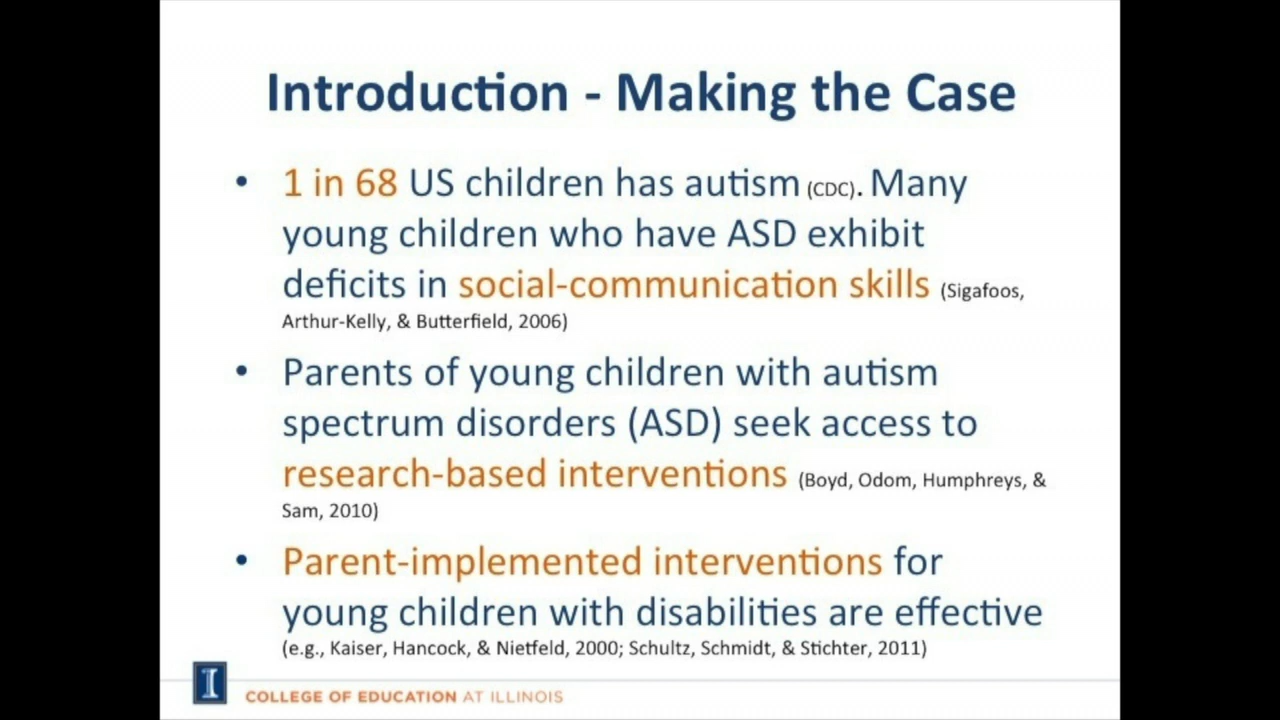 Introduction - Making the Case
• 1 in 68 US children has autism (CDC). Many
young children who have ASD exhibit
deficits in social-communication skills (Sigafoos,
Arthur-Kelly, & Butterfield, 2006)
• Parents of young children with autism
spectrum disorders (ASD) seek access to
research-based interventions (Boyd, Odom, Humphreys, &
Sam, 2010)
• Parent-implemented interventions for
young children with disabilities are effective
(e.g., Kaiser, Hancock, & Nietfeld, 2000; Schultz, Schmidt, & Stichter, 2011)
I
COLLEGE OF EDUCATION AT ILLINOIS